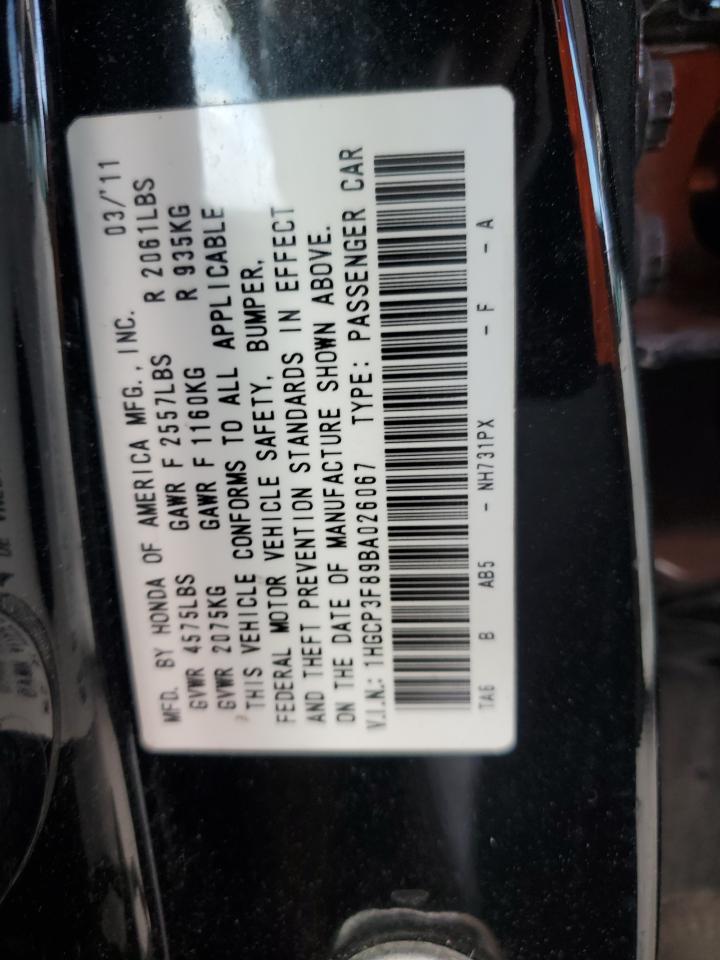 MFD. BY HONDA OF AMERICA MFG., INC. 03/'11
GVWR 4575LBS GAWR F 2557LBS R 2061LBS
GVWR 2075KG GAWR F 1160KG R 935KG
THIS VEHICLE CONFORMS TO ALL APPLICABLE
FEDERAL MOTOR VEHICLE SAFETY, BUMPER,
AND THEFT PREVENTION STANDARDS IN EFFECT
ON THE DATE OF MANUFACTURE SHOWN ABOVE.
V.I.N.: 1HGCP3F89BA026067 TYPE: PASSENGER CAR
TA6 B AB5 - NH731PX - F - A